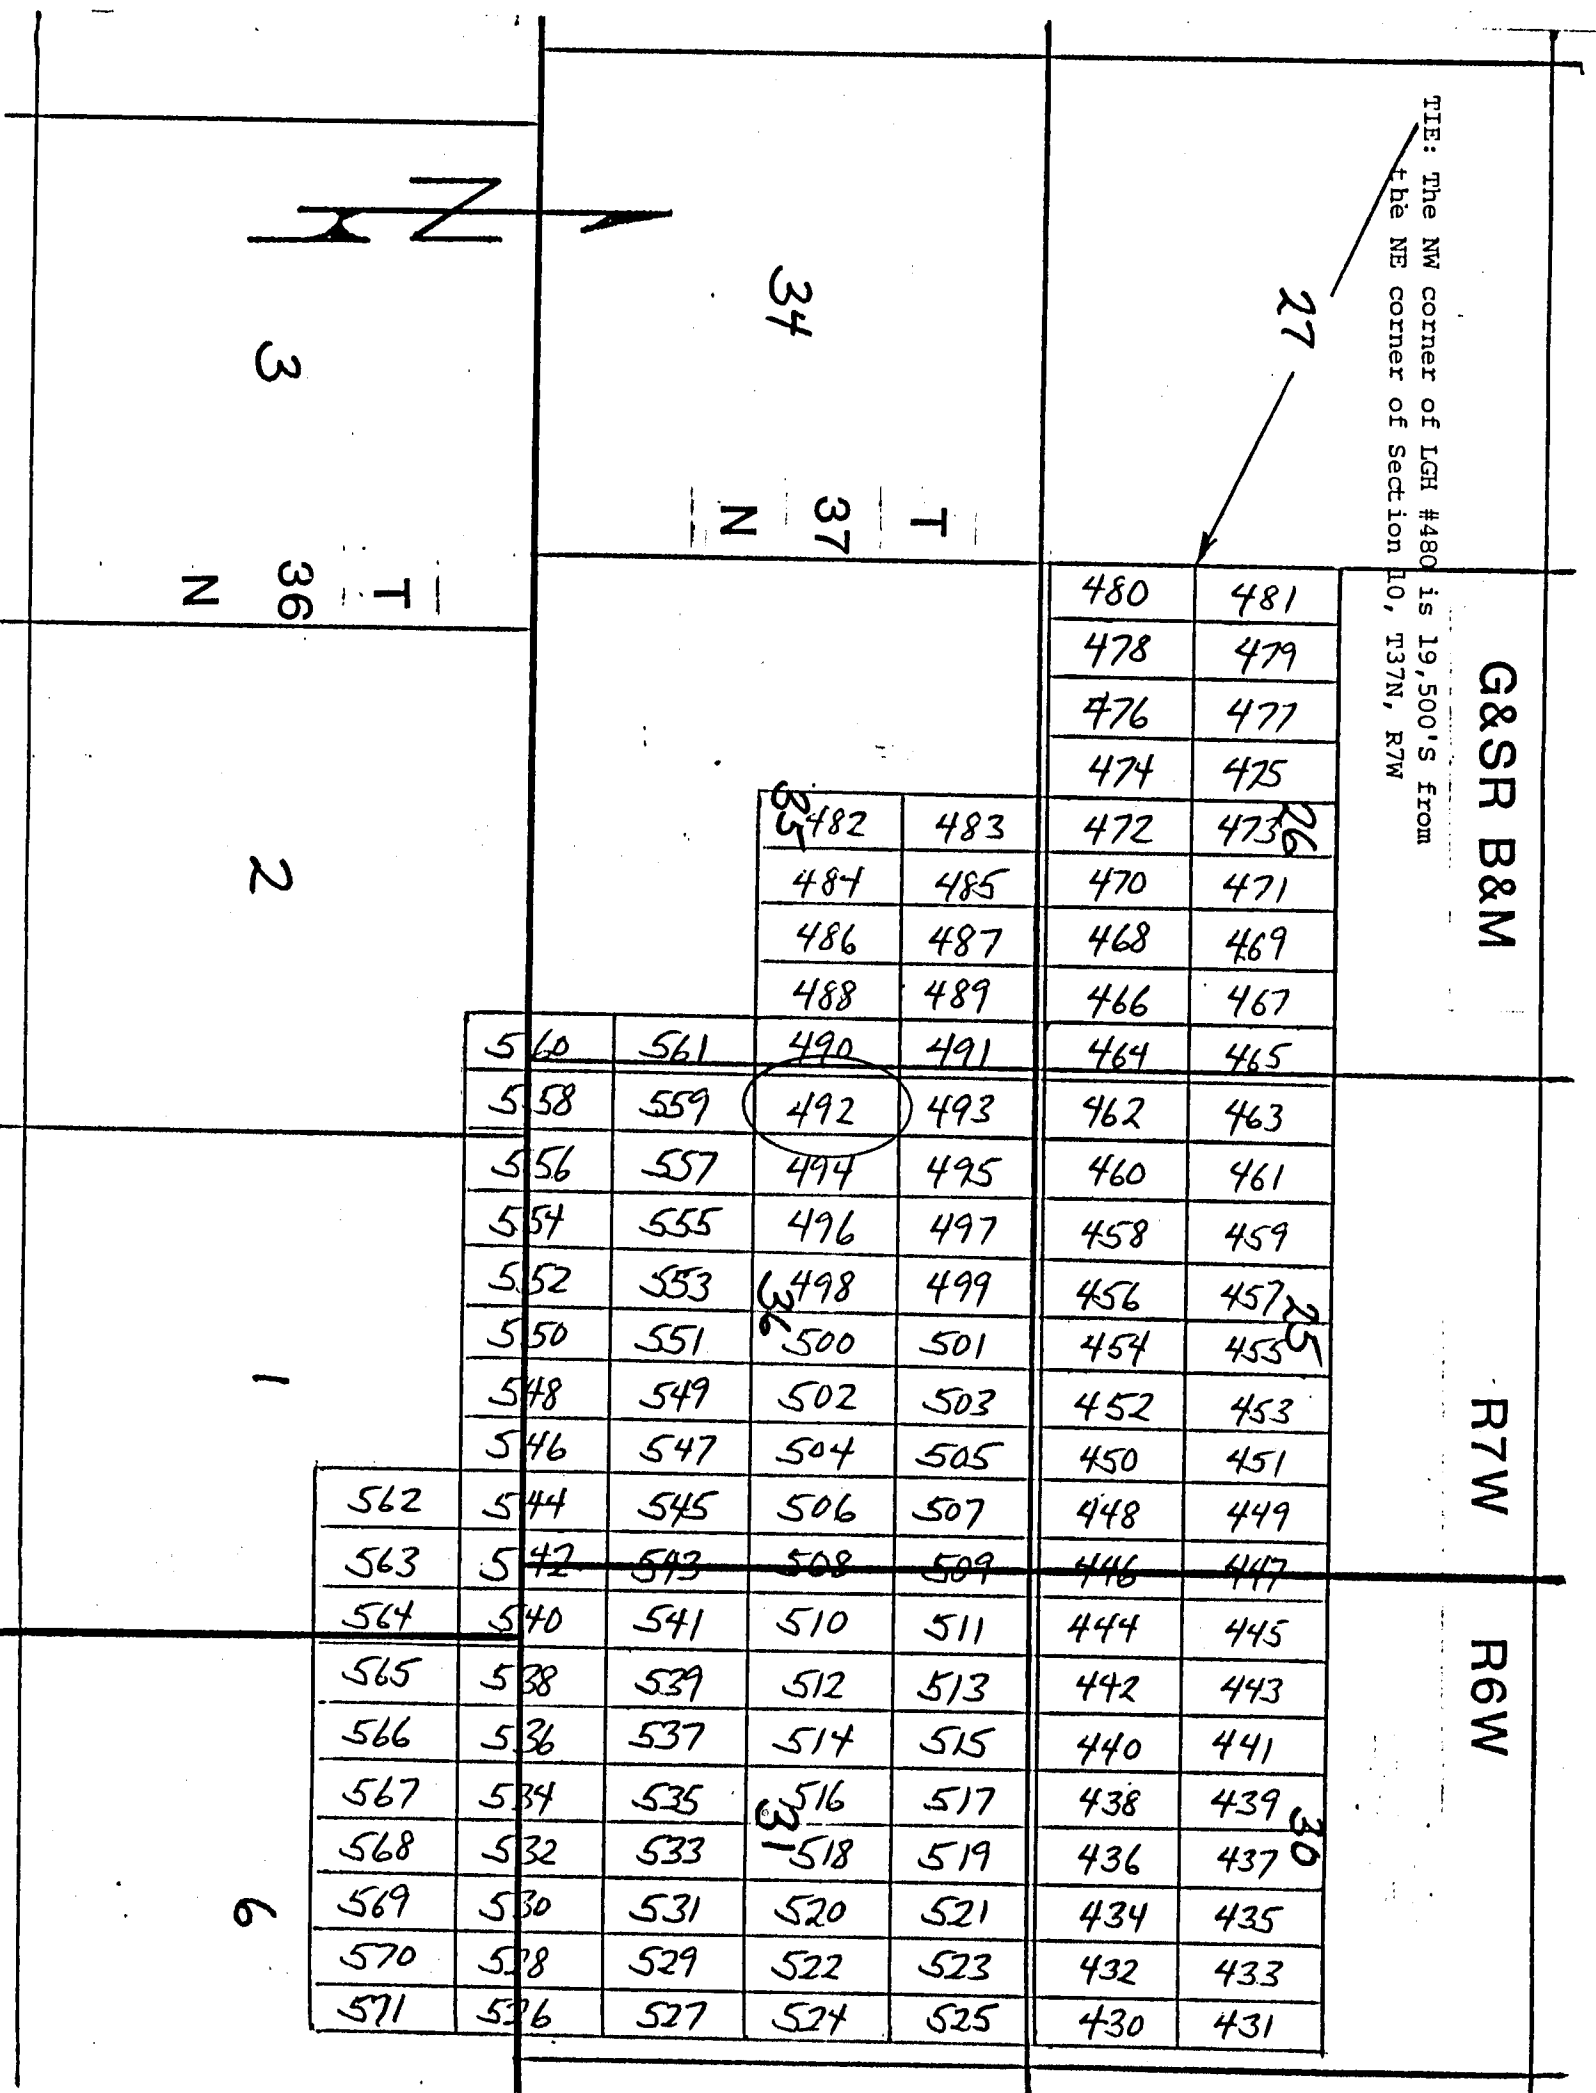 TIE: The NW corner of LGH #480 is 19,500'S from
the NE corner of Section 10, T37N, R7W
G&SR B&M
R7W
R6W
27
34
3
N
T
37
N
T
36
N
2
1
6
26
25
30
35
36
31
480 481
478 479
476 477
474 475
482 483 472 473
484 485 470 471
486 487 468 469
488 489 466 467
560 561 490 491 464 465
558 559 492 493 462 463
556 557 494 495 460 461
554 555 496 497 458 459
552 553 498 499 456 457
550 551 500 501 454 455
548 549 502 503 452 453
546 547 504 505 450 451
562 544 545 506 507 448 449
563 542 543 508 509 446 447
564 540 541 510 511 444 445
565 538 539 512 513 442 443
566 536 537 514 515 440 441
567 534 535 516 517 438 439
568 532 533 518 519 436 437
569 530 531 520 521 434 435
570 528 529 522 523 432 433
571 526 527 524 525 430 431